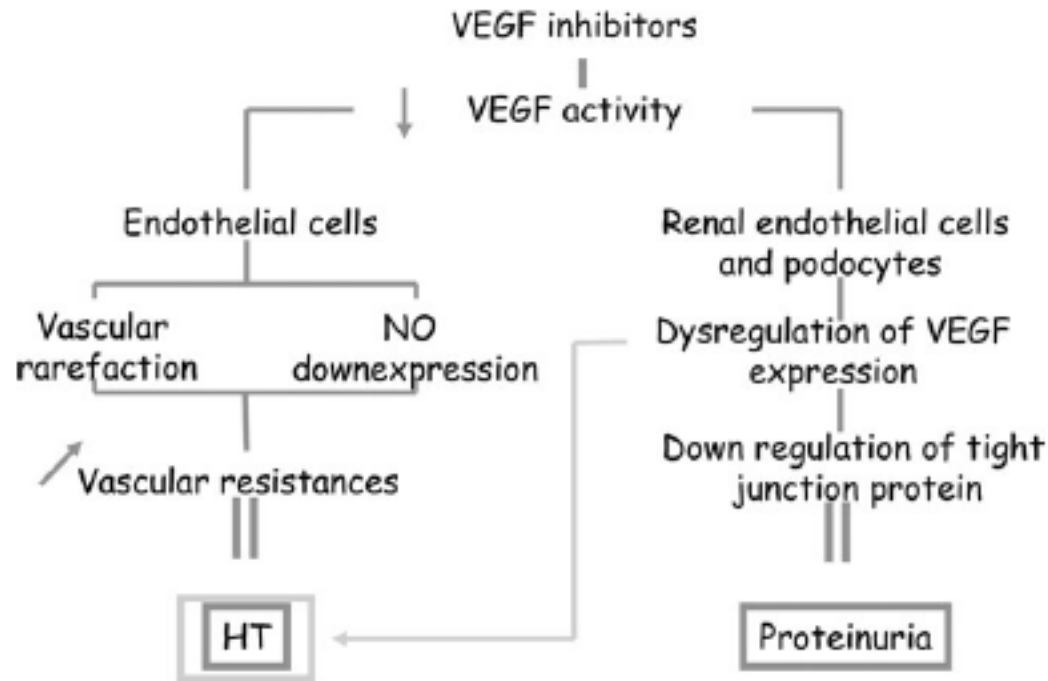 VEGF inhibitors
VEGF activity
Endothelial cells
Renal endothelial cells
and podocytes
Vascular
rarefaction
NO
downexpression
Dysregulation of VEGF
expression
Vascular resistances
Down regulation of tight
junction protein
HT
Proteinuria